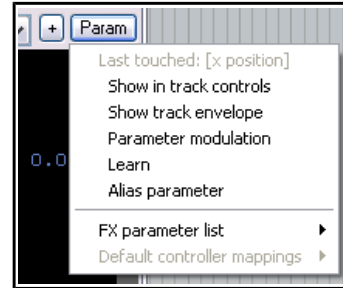 + Param
Last touched: [x position]
Show in track controls
Show track envelope
Parameter modulation
0.0
Learn
Alias parameter
FX parameter list
Default controller mappings